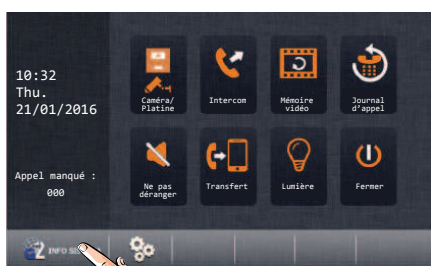 10:32
Thu.
21/01/2016
Appel manqué :
000
Caméra/
Platine
Intercom
Mémoire
vidéo
Journal
d'appel
Ne pas
déranger
Transfert
Lumière
Fermer
2 INFO